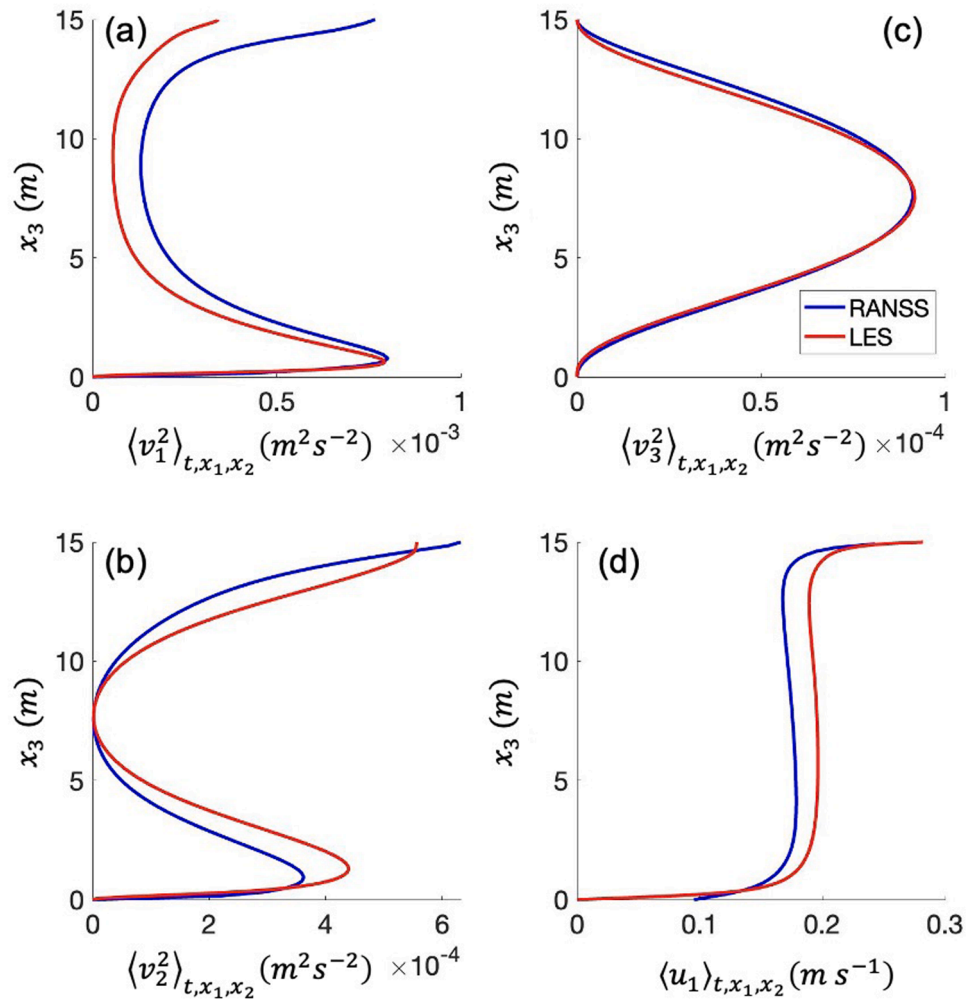 (a)
15
10
5
0
x₃ (m)
0 0.5 1
⟨v₁²⟩ₜ,ₓ₁,ₓ₂ (m²s⁻²) ×10⁻³
(c)
15
10
5
0
x₃ (m)
RANSS
LES
0 0.5 1
⟨v₃²⟩ₜ,ₓ₁,ₓ₂ (m²s⁻²) ×10⁻⁴
(b)
15
10
5
0
x₃ (m)
0 2 4 6
⟨v₂²⟩ₜ,ₓ₁,ₓ₂ (m²s⁻²) ×10⁻⁴
(d)
15
10
5
0
x₃ (m)
0 0.1 0.2 0.3
⟨u₁⟩ₜ,ₓ₁,ₓ₂ (m s⁻¹)